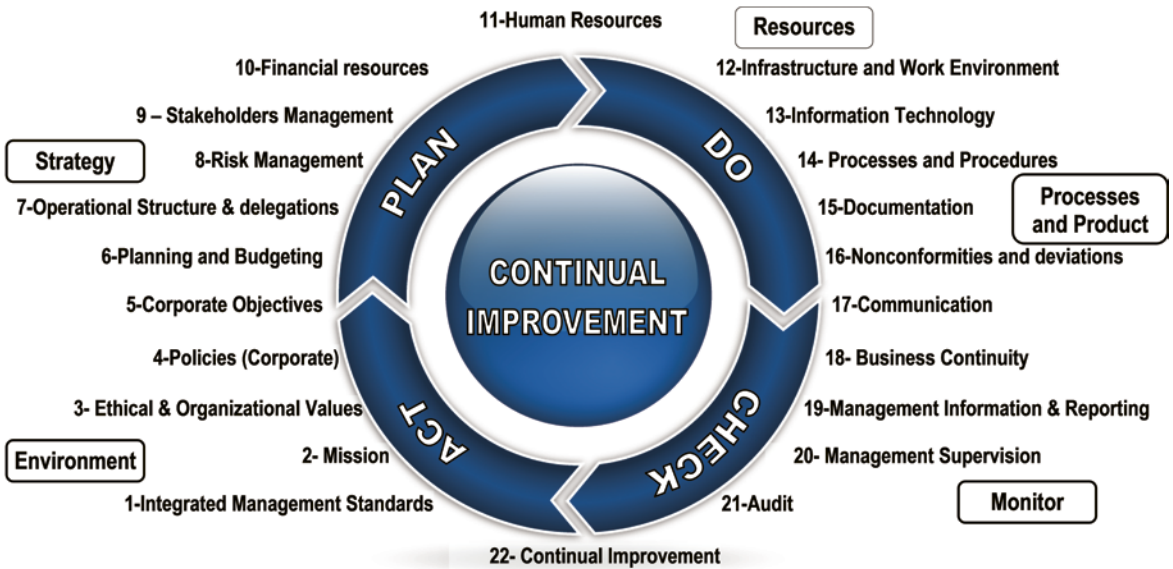 11-Human Resources
Resources
10-Financial resources
12-Infrastructure and Work Environment
9 – Stakeholders Management
13-Information Technology
Strategy
8-Risk Management
14- Processes and Procedures
7-Operational Structure & delegations
15-Documentation
Processes
and Product
6-Planning and Budgeting
16-Nonconformities and deviations
5-Corporate Objectives
17-Communication
4-Policies (Corporate)
18- Business Continuity
3- Ethical & Organizational Values
19-Management Information & Reporting
Environment
2- Mission
20- Management Supervision
1-Integrated Management Standards
21-Audit
Monitor
22- Continual Improvement
PLAN
DO
CHECK
ACT
CONTINUAL
IMPROVEMENT